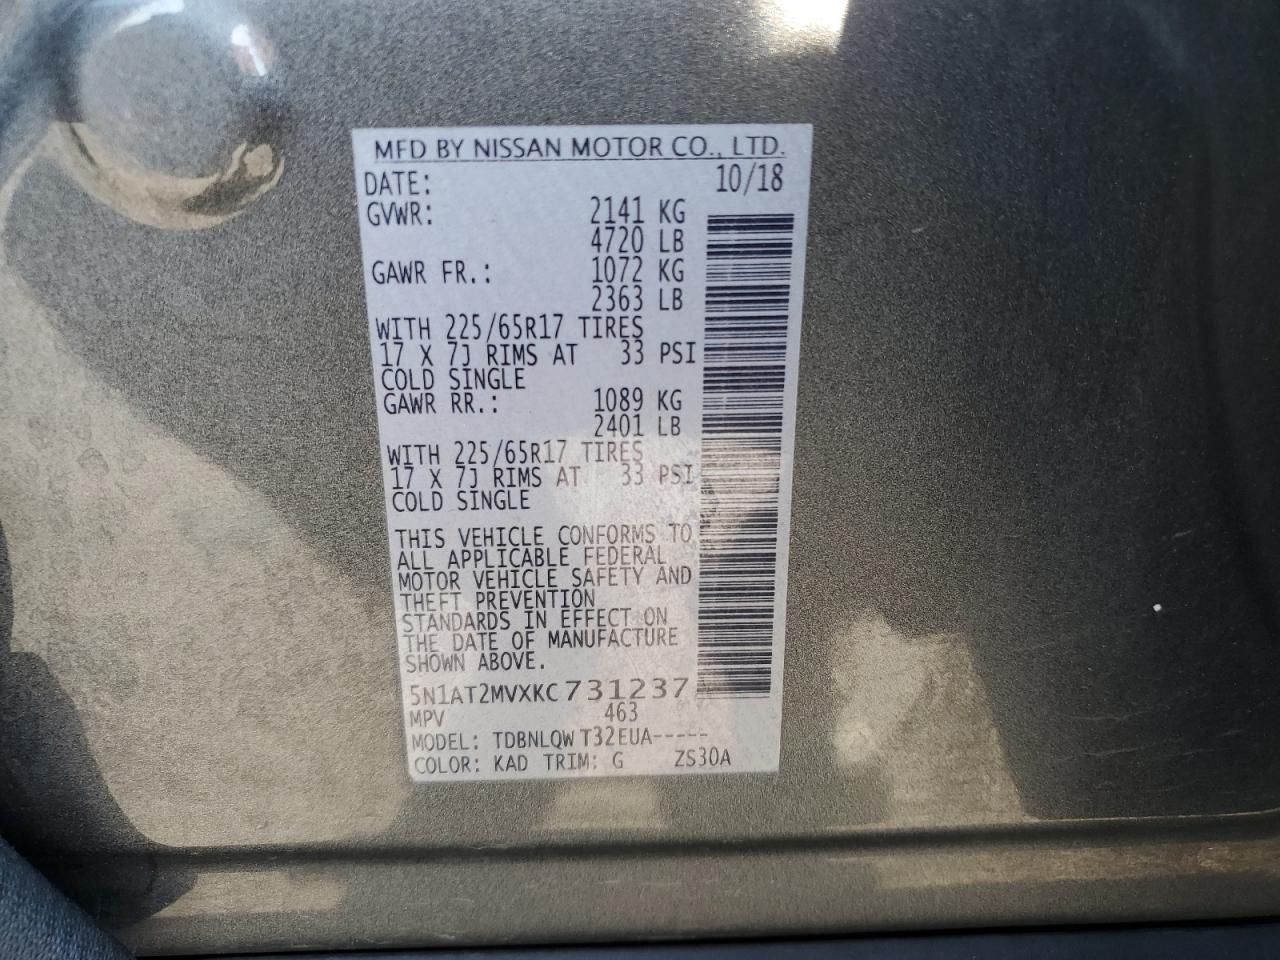 MFD BY NISSAN MOTOR CO., LTD.
DATE: 10/18
GVWR: 2141 KG
4720 LB
GAWR FR.: 1072 KG
2363 LB
WITH 225/65R17 TIRES
17 X 7J RIMS AT 33 PSI
COLD SINGLE
GAWR RR.: 1089 KG
2401 LB
WITH 225/65R17 TIRES
17 X 7J RIMS AT 33 PSI
COLD SINGLE
THIS VEHICLE CONFORMS TO
ALL APPLICABLE FEDERAL
MOTOR VEHICLE SAFETY AND
THEFT PREVENTION
STANDARDS IN EFFECT ON
THE DATE OF MANUFACTURE
SHOWN ABOVE.
5N1AT2MVXKC731237
MPV 463
MODEL: TDBNLQWT32EUA-----
COLOR: KAD TRIM: G ZS30A